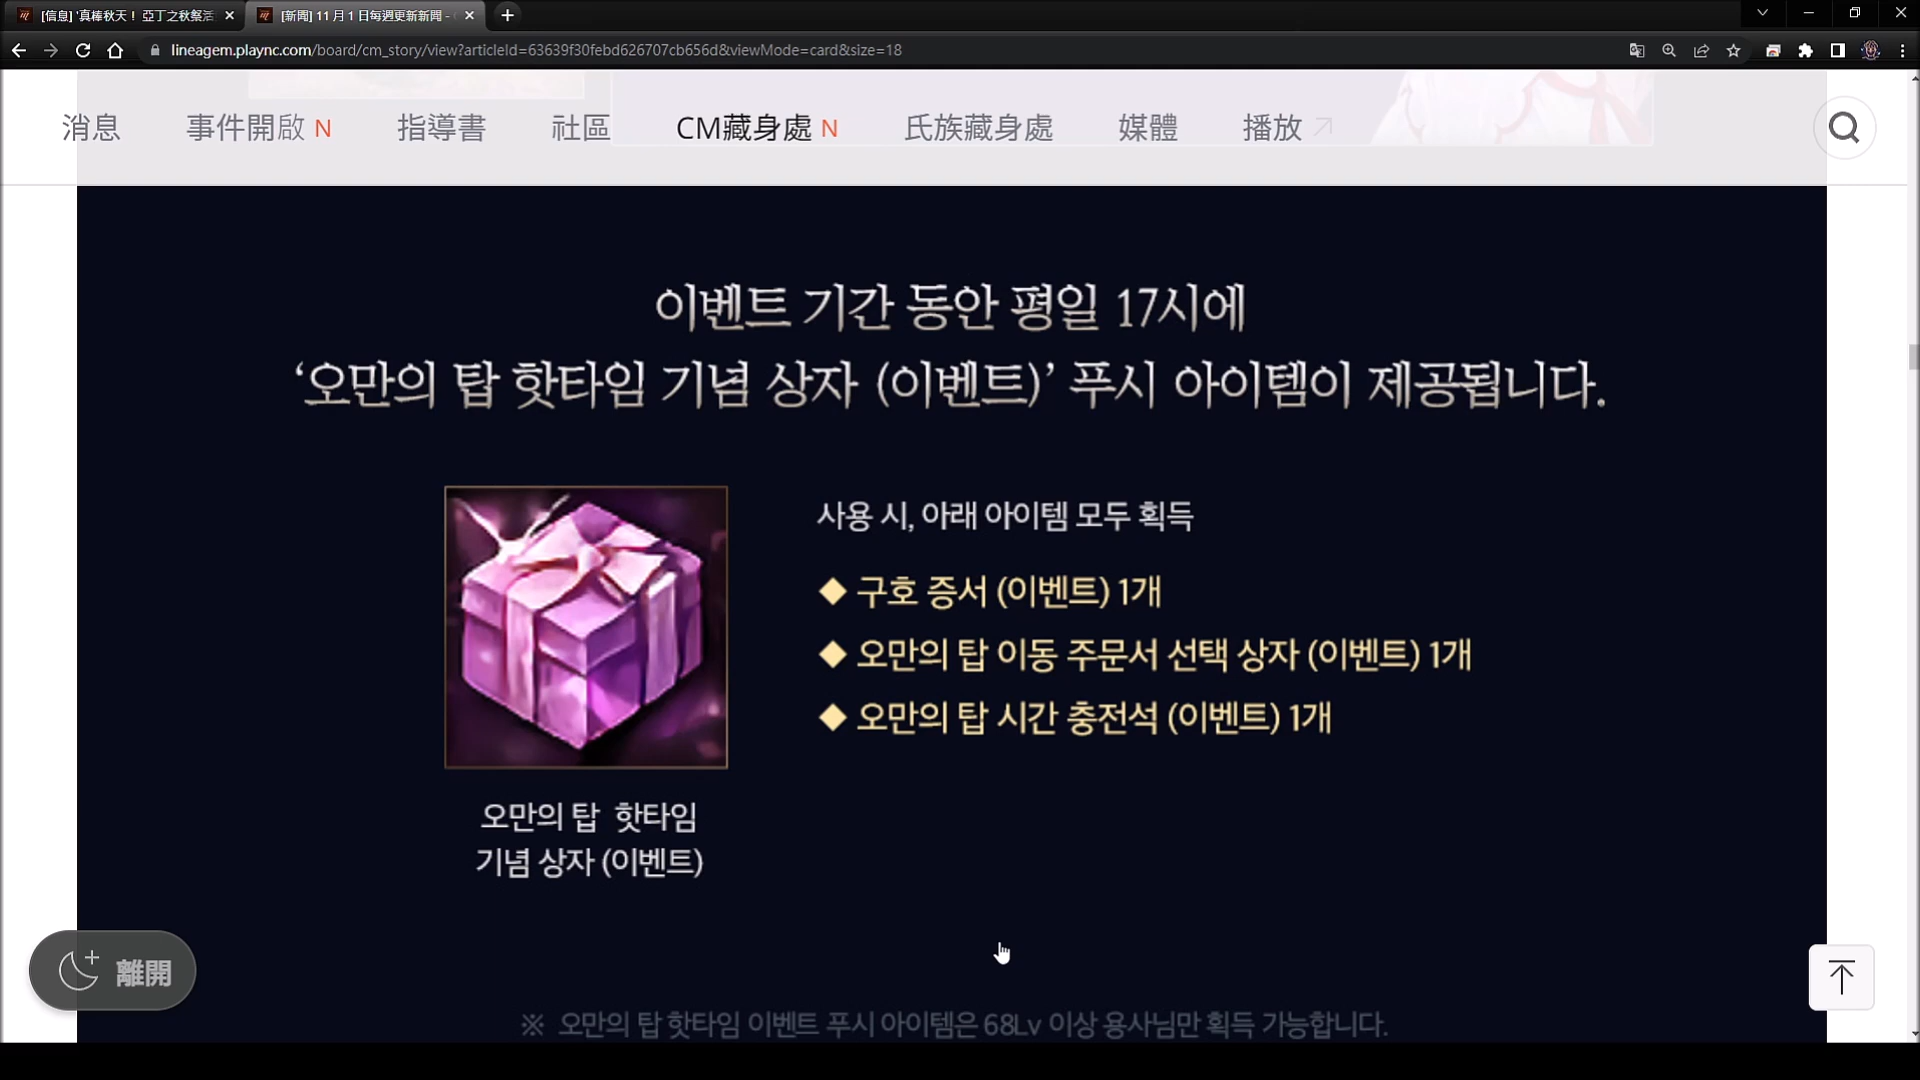 [信息] '真棒秋天！ 亞丁之秋祭活
[新聞] 11 月 1 日每週更新新聞 -
lineagem.plaync.com/board/cm_story/view?articleId=63639f30febd626707cb656d&viewMode=card&size=18
消息 事件開啟 N 指導書 社區 CM藏身處 N 氏族藏身處 媒體 播放
이벤트 기간 동안 평일 17시에
‘오만의 탑 핫타임 기념 상자 (이벤트)’ 푸시 아이템이 제공됩니다.
사용 시, 아래 아이템 모두 획득
◆ 구호 증서 (이벤트) 1개
◆ 오만의 탑 이동 주문서 선택 상자 (이벤트) 1개
◆ 오만의 탑 시간 충전석 (이벤트) 1개
오만의 탑 핫타임
기념 상자 (이벤트)
離開
※ 오만의 탑 핫타임 이벤트 푸시 아이템은 68Lv 이상 용사님만 획득 가능합니다.